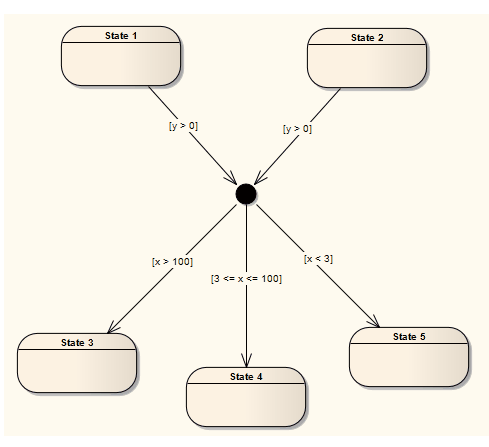 State 1
State 2
[y > 0]
[y > 0]
[x > 100]
[3 <= x <= 100]
[x < 3]
State 3
State 4
State 5